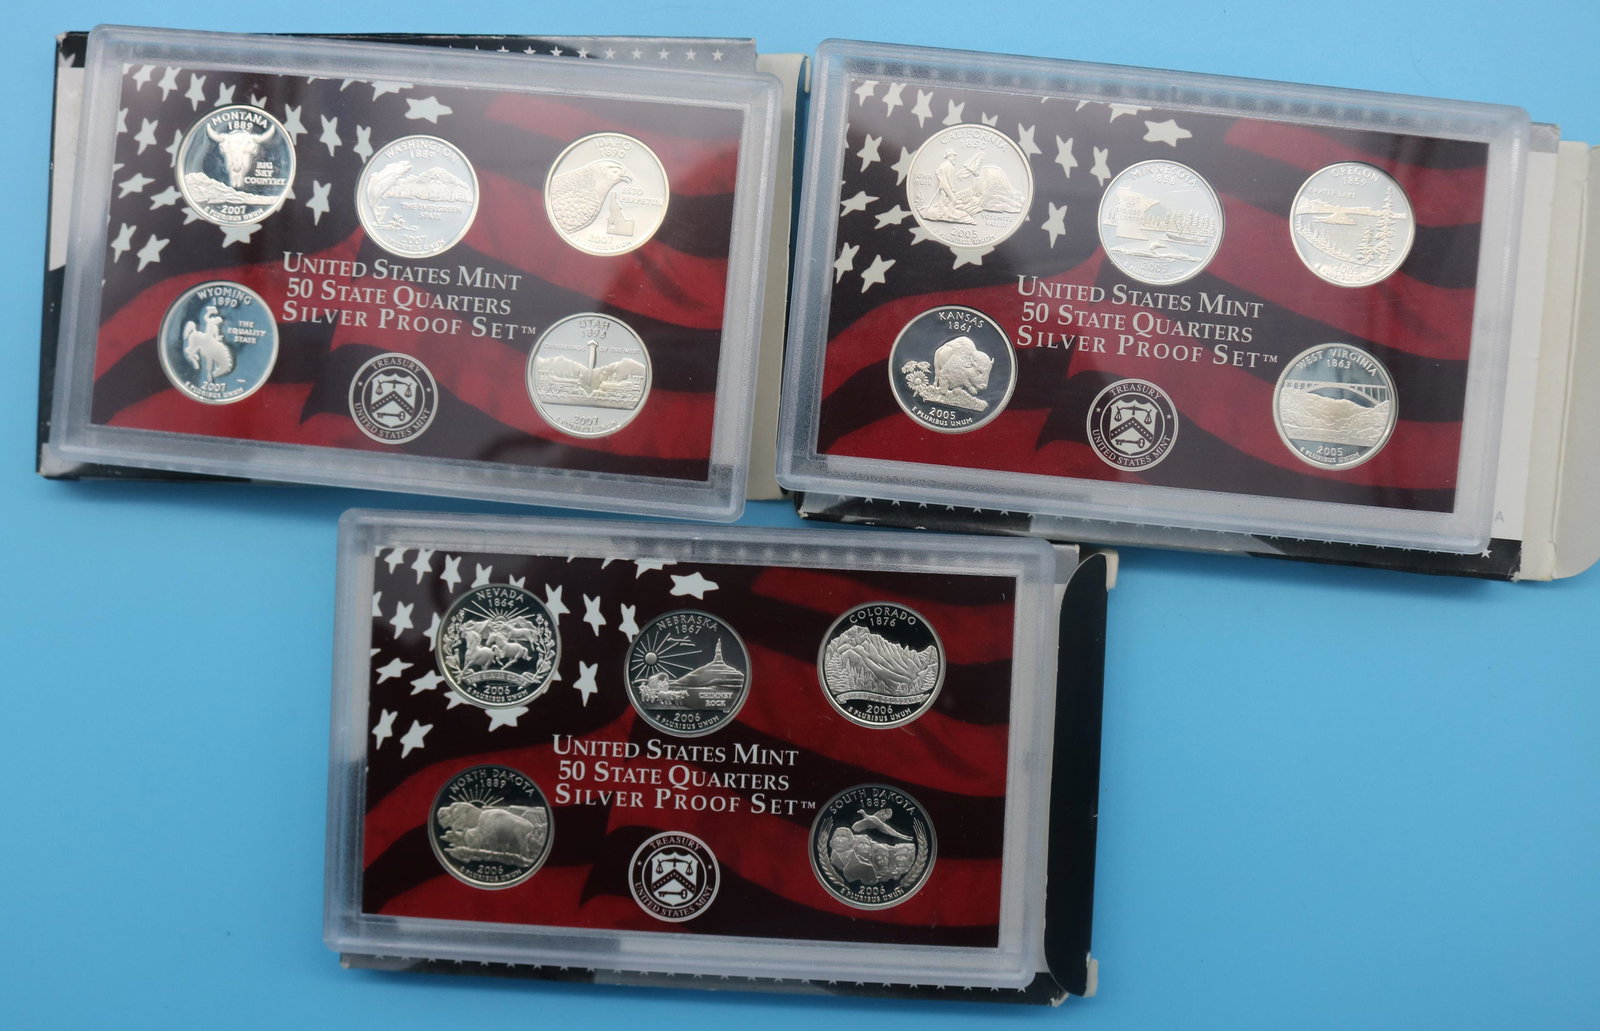 MONTANA
1889
BIG
SKY
COUNTRY
2007
E PLURIBUS UNUM
WASHINGTON
1889
THE EVERGREEN
STATE
2007
E PLURIBUS UNUM
IDAHO
1890
ESTO
PERPETUA
2007
E PLURIBUS UNUM
UNITED STATES MINT
50 STATE QUARTERS
SILVER PROOF SET™
WYOMING
1890
THE
EQUALITY
STATE
2007
E PLURIBUS UNUM
TREASURY
UNITED STATES MINT
UTAH
1896
CROSSROADS OF THE WEST
2007
E PLURIBUS UNUM
CALIFORNIA
1850
JOHN
MUIR
YOSEMITE
VALLEY
2005
E PLURIBUS UNUM
MINNESOTA
1858
2005
E PLURIBUS UNUM
OREGON
1859
CRATER LAKE
2005
E PLURIBUS UNUM
UNITED STATES MINT
50 STATE QUARTERS
SILVER PROOF SET™
KANSAS
1861
2005
E PLURIBUS UNUM
TREASURY
UNITED STATES MINT
WEST VIRGINIA
1863
2005
E PLURIBUS UNUM
A
NEVADA
1864
THE SILVER STATE
2006
E PLURIBUS UNUM
NEBRASKA
1867
CHIMNEY
ROCK
2006
E PLURIBUS UNUM
COLORADO
1876
2006
E PLURIBUS UNUM
UNITED STATES MINT
50 STATE QUARTERS
SILVER PROOF SET™
NORTH DAKOTA
1889
2006
E PLURIBUS UNUM
TREASURY
UNITED STATES MINT
SOUTH DAKOTA
1889
2006
E PLURIBUS UNUM